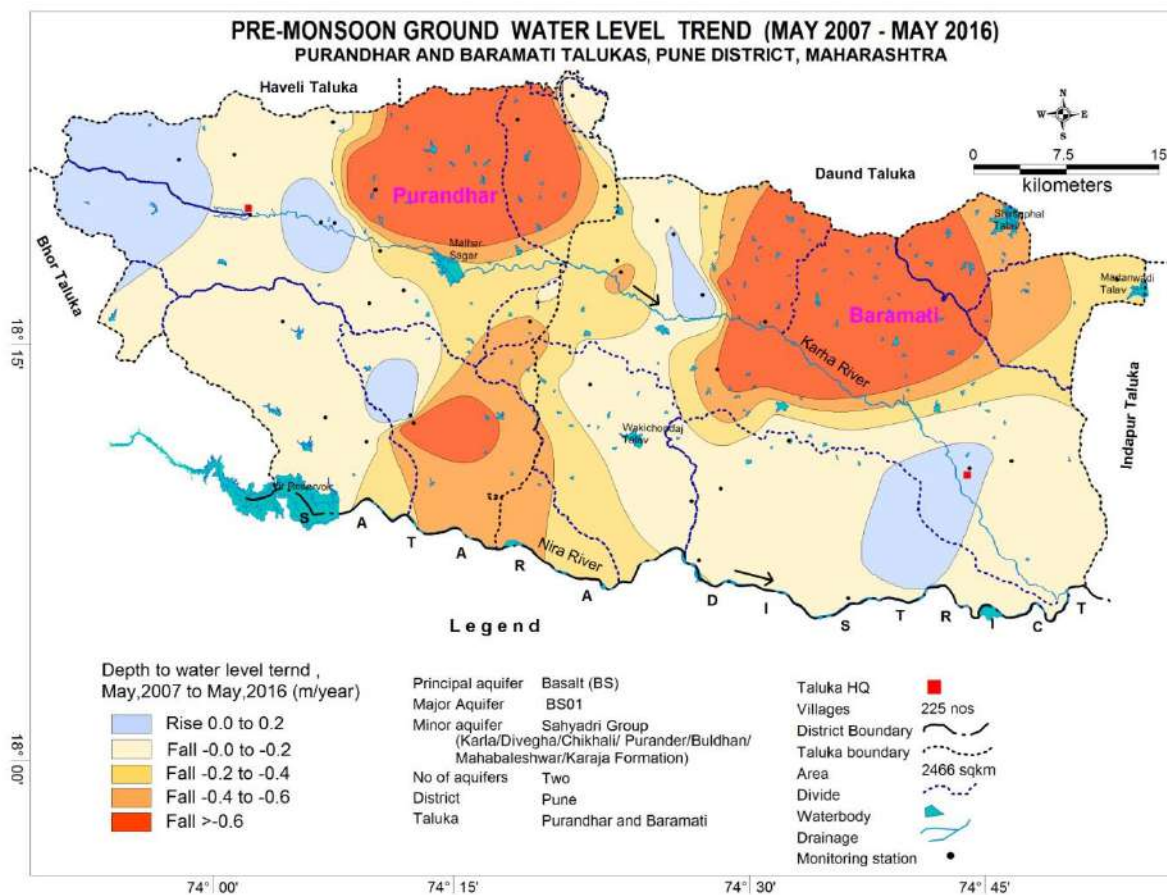 PRE-MONSOON GROUND WATER LEVEL TREND (MAY 2007 - MAY 2016)
PURANDHAR AND BARAMATI TALUKAS, PUNE DISTRICT, MAHARASHTRA
Haveli Taluka
N
W E
S
0 7.5 15
kilometers
Daund Taluka
Purandhar
Shirsuphal
Talav
Bhor Taluka
Malhar
Sagar
Madanwadi
Talav
Baramati
Karha River
18° 15'
Indapur Taluka
Wakichondaj
Talav
Vir Reservoir
Nira River
S A T A R A D I S T R I C T
Legend
Depth to water level ternd ,
May,2007 to May,2016 (m/year)
Rise 0.0 to 0.2
Fall -0.0 to -0.2
Fall -0.2 to -0.4
Fall -0.4 to -0.6
Fall >-0.6
Principal aquifer Basalt (BS)
Major Aquifer BS01
Minor aquifer Sahyadri Group
(Karla/Divegha/Chikhali/ Purander/Buldhan/
Mahabaleshwar/Karaja Formation)
No of aquifers Two
District Pune
Taluka Purandhar and Baramati
Taluka HQ
Villages 225 nos
District Boundary
Taluka boundary
Area 2466 sqkm
Divide
Waterbody
Drainage
Monitoring station
18° 00'
74° 00' 74° 15' 74° 30' 74° 45'